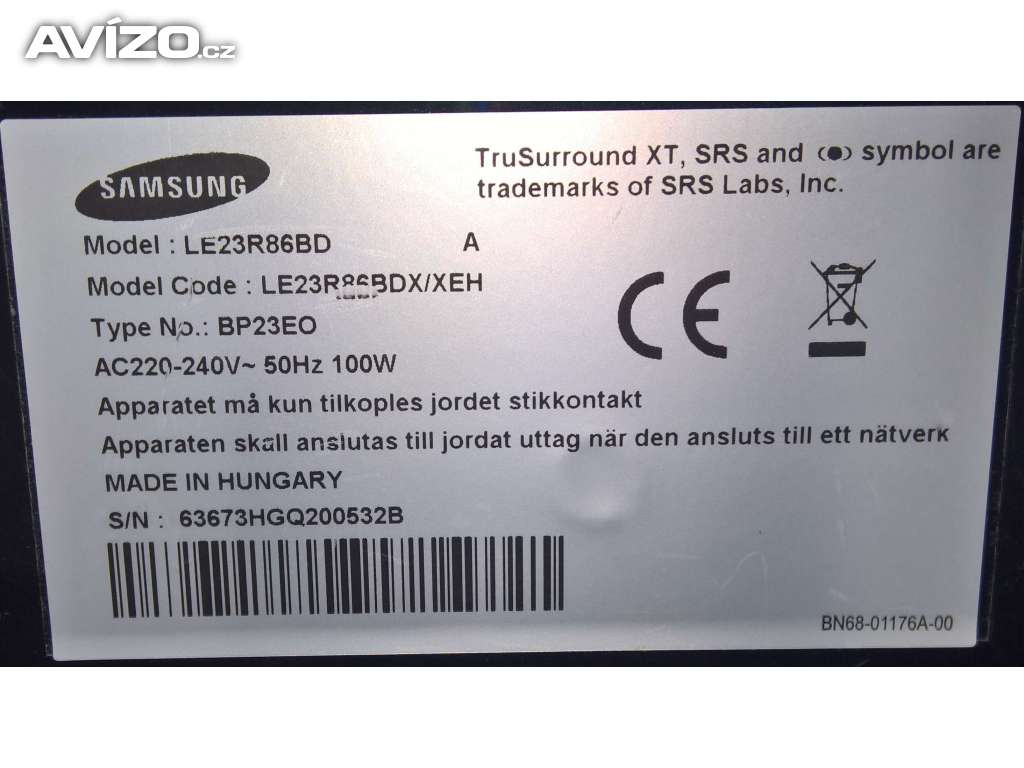 AVÍZO.cz
TruSurround XT, SRS and (●) symbol are
trademarks of SRS Labs, Inc.
SAMSUNG
Model : LE23R86BD A
Model Code : LE23R86BDX/XEH
Type No.: BP23EO
AC220-240V~ 50Hz 100W
Apparatet må kun tilkoples jordet stikkontakt
Apparaten skall anslutas till jordat uttag när den ansluts till ett nätverk
MADE IN HUNGARY
S/N : 63673HGQ200532B
CE
BN68-01176A-00